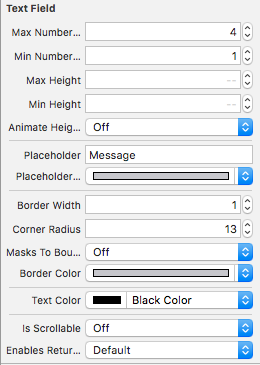 Text Field
Max Number... 4
Min Number... 1
Max Height --
Min Height --
Animate Heig... Off
Placeholder Message
Placeholder...
Border Width 1
Corner Radius 13
Masks To Bou... Off
Border Color
Text Color Black Color
Is Scrollable Off
Enables Retur... Default